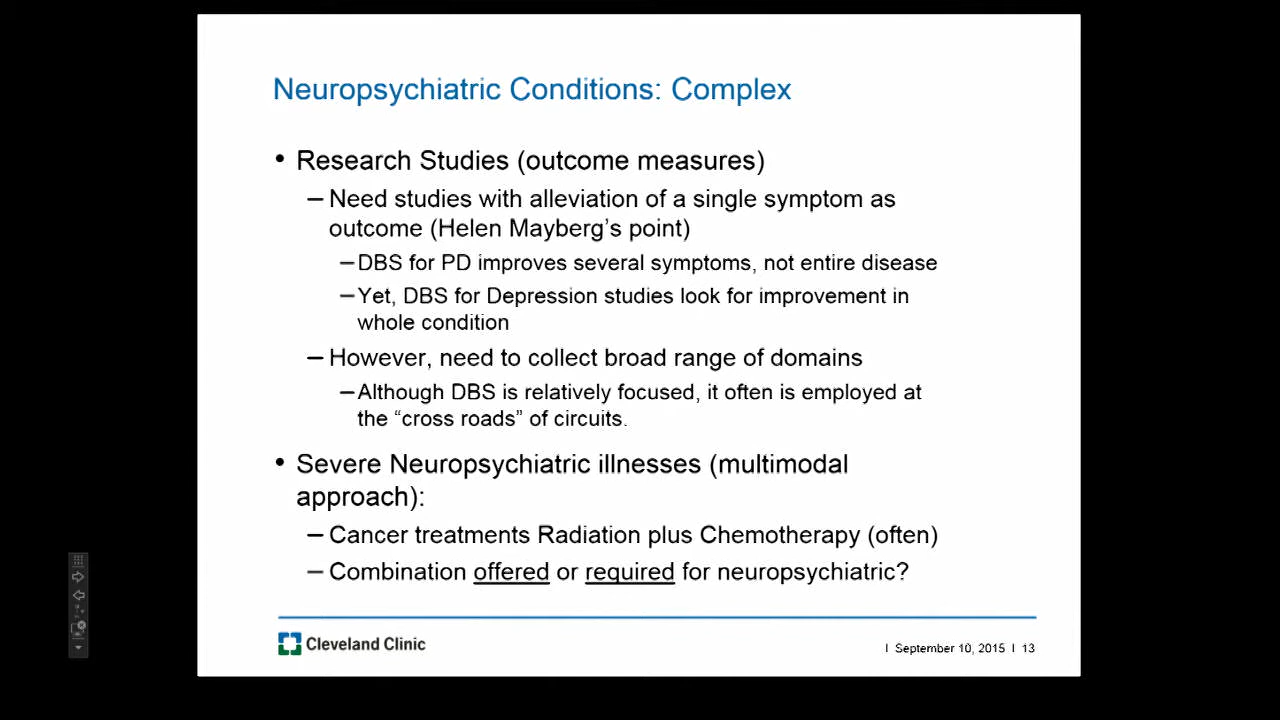 Neuropsychiatric Conditions: Complex
• Research Studies (outcome measures)
– Need studies with alleviation of a single symptom as
outcome (Helen Mayberg’s point)
–DBS for PD improves several symptoms, not entire disease
–Yet, DBS for Depression studies look for improvement in
whole condition
– However, need to collect broad range of domains
–Although DBS is relatively focused, it often is employed at
the “cross roads” of circuits.
• Severe Neuropsychiatric illnesses (multimodal
approach):
– Cancer treatments Radiation plus Chemotherapy (often)
– Combination offered or required for neuropsychiatric?
Cleveland Clinic
I September 10, 2015 I 13